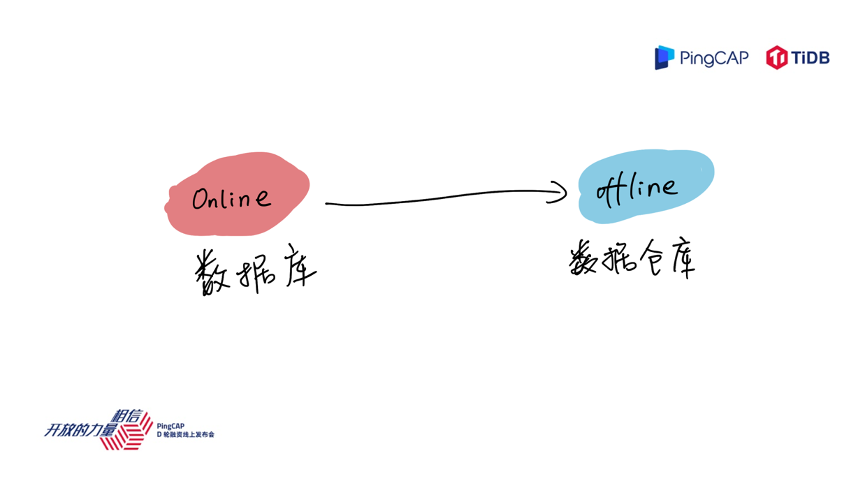 PingCAP TiDB
Online
offline
数据库
数据仓库
相信
开放的力量
PingCAP
D 轮融资线上发布会